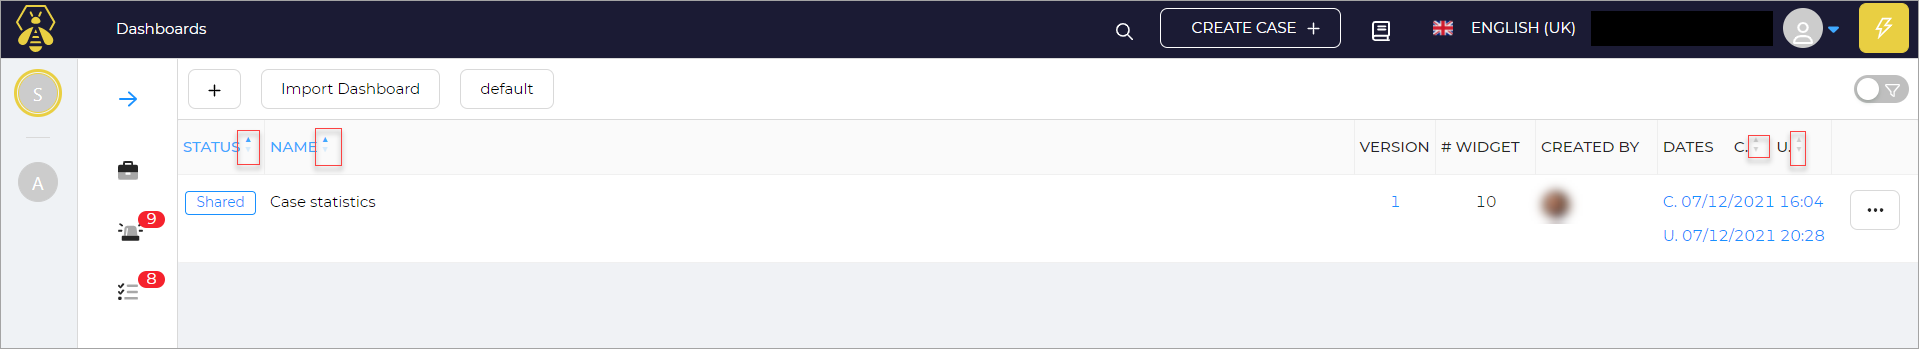 Dashboards
CREATE CASE +
ENGLISH (UK)
S
A
9
8
+
Import Dashboard
default
STATUS NAME VERSION # WIDGET CREATED BY DATES C. U.
Shared Case statistics 1 10 C. 07/12/2021 16:04
U. 07/12/2021 20:28
...